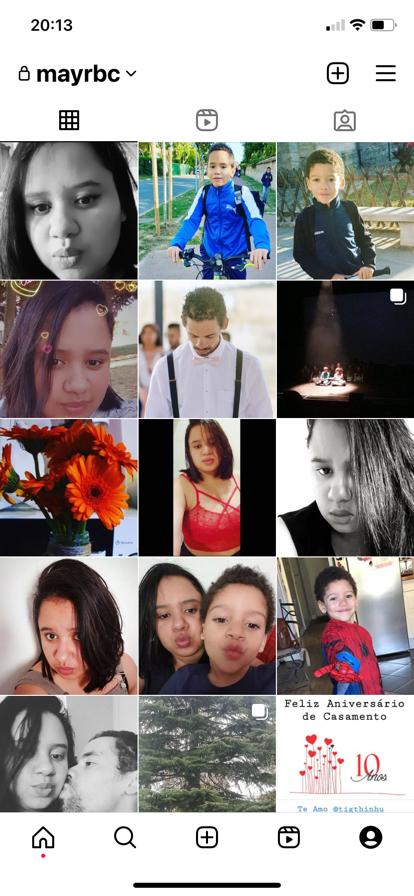 20:13
mayrbc
Feliz Aniversário
de Casamento
10
Anos
Te Amo @tigthinhu